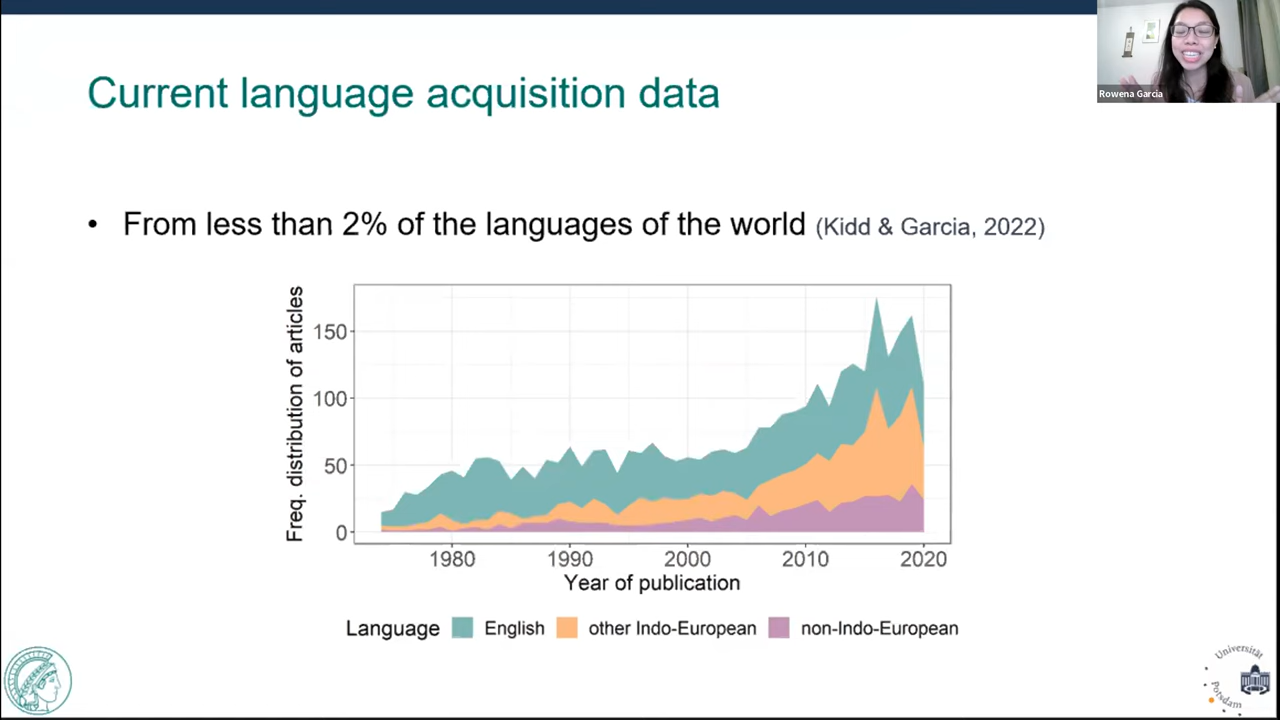 Rowena Garcia
Current language acquisition data
• From less than 2% of the languages of the world (Kidd & Garcia, 2022)
Freq. distribution of articles
150
100
50
0
1980 1990 2000 2010 2020
Year of publication
Language English other Indo-European non-Indo-European
Universität
Potsdam